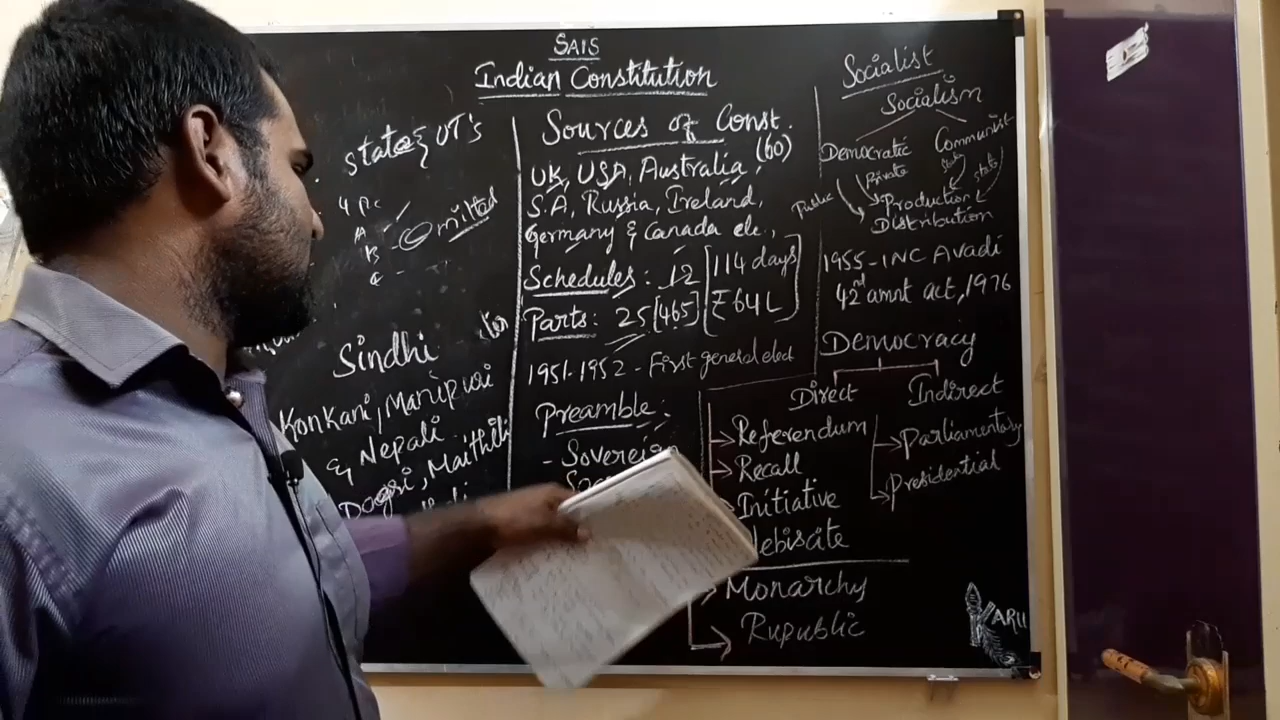 SAIS
Indian Constitution
States & UT's
A
B
Omitted
Sindhi
Konkani, Manipuri
& Nepali
Dogri, Maithili
Sources of Const.
(60)
UK, USA, Australia,
S.A, Russia, Ireland,
Germany & Canada etc.,
Schedules: 12
Parts: 25 [465]
114 days
₹ 64 L
1951-1952 - First general elect
Preamble:
- Sovereign
Socialist
Socialism
Democratic Communist
Public Private state state
Production &
Distribution
1955-INC Avadi
42nd amnt act, 1976
Democracy
Direct Indirect
Referendum
Recall
Initiative
lebiscite
Parliamentary
Presidential
Monarchy
Rupublic